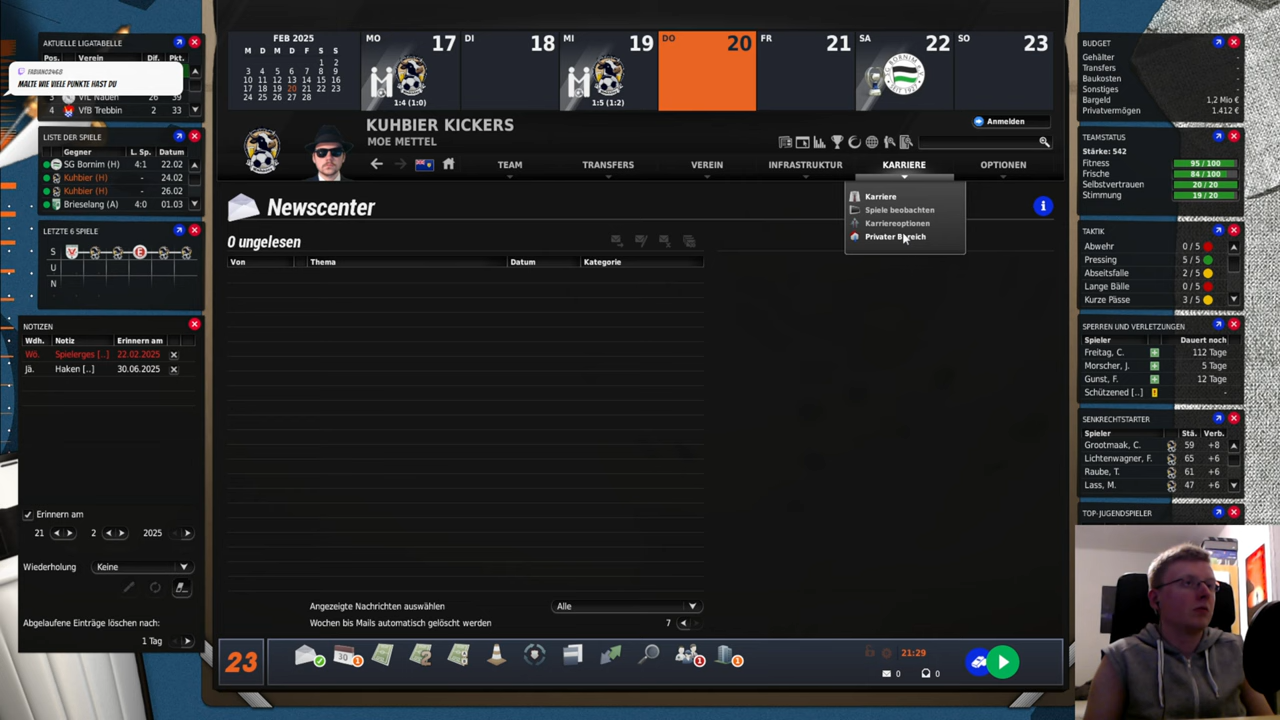 AKTUELLE LIGATABELLE
Pos. Verein Dif. Pkt.
FABIANO2468
MALTE WIE VIELE PUNKTE HAST DU
3 VfL Nauen 26 39
4 VfB Trebbin 2 33
LISTE DER SPIELE
Gegner L. Sp. Datum
SG Bornim (H) 4:1 22.02
Kuhbier (H) - 24.02
Kuhbier (H) - 26.02
Brieselang (A) 4:0 01.03
LETZTE 6 SPIELE
S
U
N
NOTIZEN
Wdh. Notiz Erinnern am
Wö. Spielerges [..] 22.02.2025
Jä. Haken [..] 30.06.2025
Erinnern am
21 2 2025
Wiederholung Keine
Abgelaufene Einträge löschen nach:
1 Tag
FEB 2025
M D M D F S S
1 2
3 4 5 6 7 8 9
10 11 12 13 14 15 16
17 18 19 20 21 22 23
24 25 26 27 28
MO 17
1:4 (1:0)
DI 18
MI 19
1:5 (1:2)
DO 20
FR 21
SA 22
SO 23
KUHBIER KICKERS
MOE METTEL
Anmelden
TEAM TRANSFERS VEREIN INFRASTRUKTUR KARRIERE OPTIONEN
Karriere
Spiele beobachten
Karriereoptionen
Privater Bereich
Newscenter
0 ungelesen
Von Thema Datum Kategorie
Angezeigte Nachrichten auswählen Alle
Wochen bis Mails automatisch gelöscht werden 7
23
21:29
0 0
BUDGET
Gehälter -
Transfers -
Baukosten -
Sonstiges -
Bargeld 1,2 Mio €
Privatvermögen 1.412 €
TEAMSTATUS
Stärke: 542
Fitness 95 / 100
Frische 84 / 100
Selbstvertrauen 20 / 20
Stimmung 19 / 20
TAKTIK
Abwehr 0 / 5
Pressing 5 / 5
Abseitsfalle 2 / 5
Lange Bälle 0 / 5
Kurze Pässe 3 / 5
SPERREN UND VERLETZUNGEN
Spieler Dauert noch
Freitag, C. 112 Tage
Morscher, J. 5 Tage
Gunst, F. 12 Tage
Schützened [..] -
SENKRECHTSTARTER
Spieler Stä. Verb.
Grootmaak, C. 59 +8
Lichtenwagner, F. 65 +6
Raube, T. 61 +6
Lass, M. 47 +6
TOP-JUGENDSPIELER